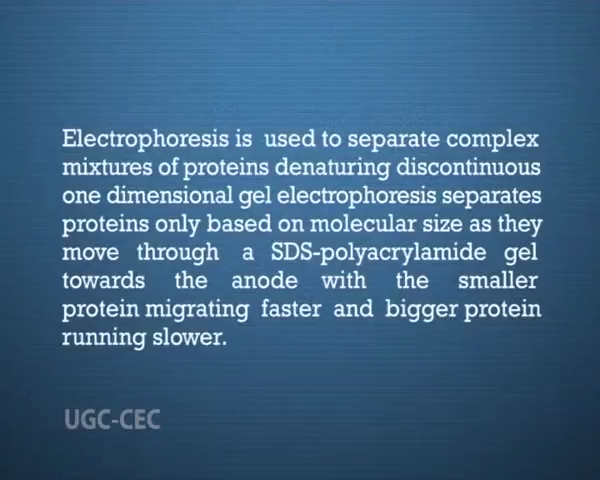 Electrophoresis is used to separate complex
mixtures of proteins denaturing discontinuous
one dimensional gel electrophoresis separates
proteins only based on molecular size as they
move through a SDS-polyacrylamide gel
towards the anode with the smaller
protein migrating faster and bigger protein
running slower.
UGC-CEC